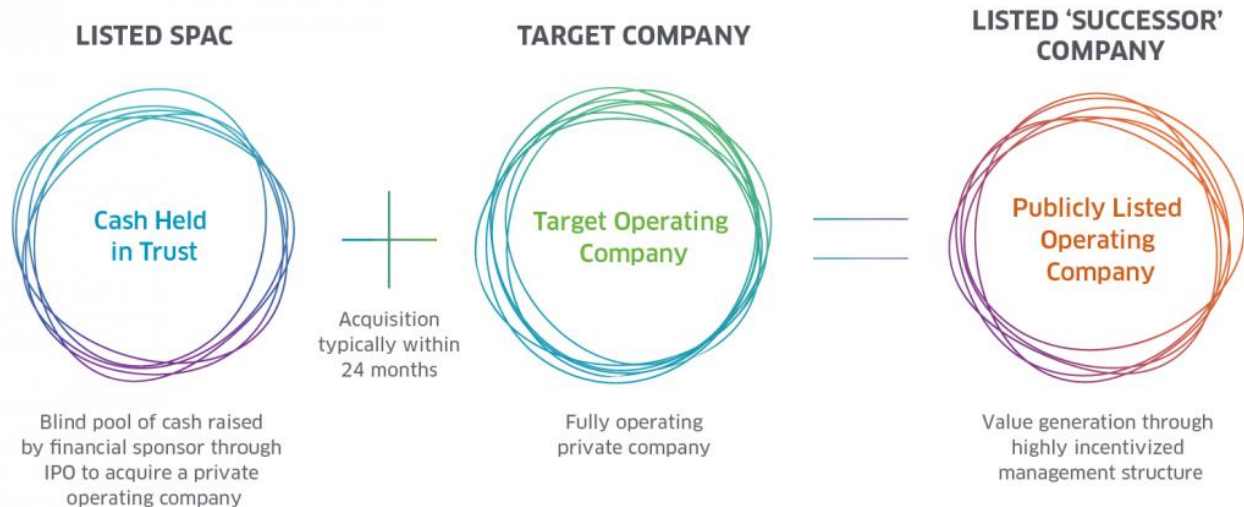 LISTED SPAC
Cash Held
in Trust
Blind pool of cash raised
by financial sponsor through
IPO to acquire a private
operating company
Acquisition
typically within
24 months
TARGET COMPANY
Target Operating
Company
Fully operating
private company
LISTED ‘SUCCESSOR’
COMPANY
Publicly Listed
Operating
Company
Value generation through
highly incentivized
management structure